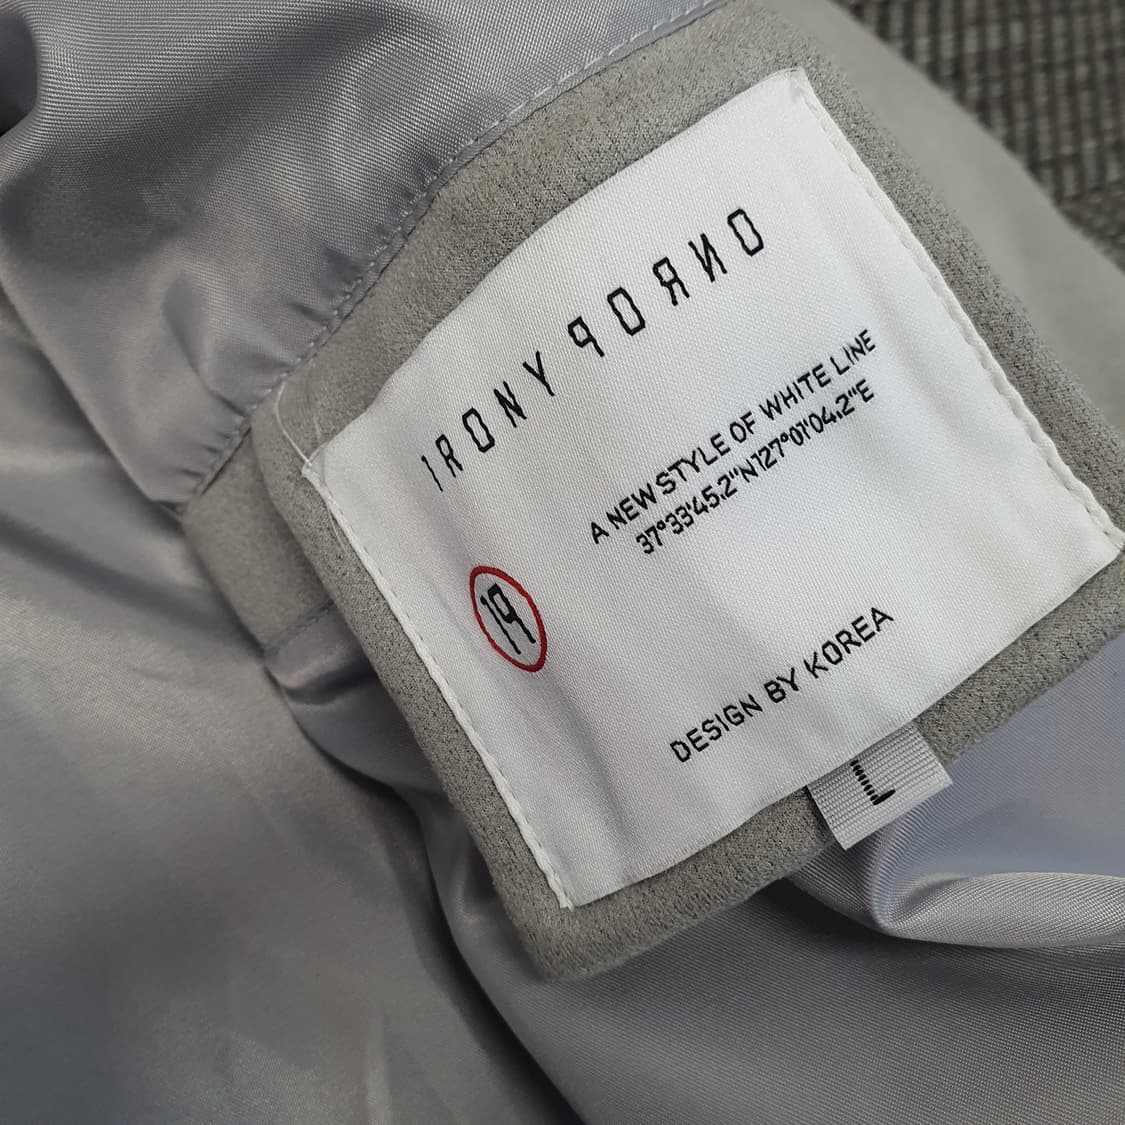 IRONY PORNO
A NEW STYLE OF WHITE LINE
37°33'45.2"N127°01'04.2"E
19
DESIGN BY KOREA
L